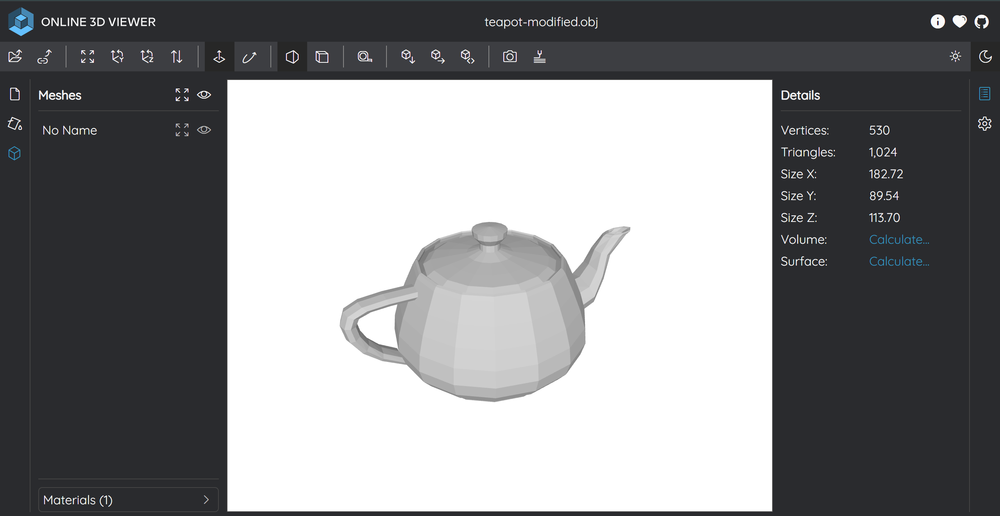 ONLINE 3D VIEWER
teapot-modified.obj
Y
Z
Meshes
No Name
Materials (1)
Details
Vertices: 530
Triangles: 1,024
Size X: 182.72
Size Y: 89.54
Size Z: 113.70
Volume: Calculate...
Surface: Calculate...